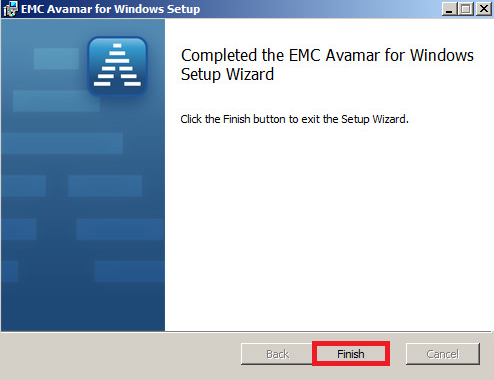 EMC Avamar for Windows Setup
Completed the EMC Avamar for Windows
Setup Wizard
Click the Finish button to exit the Setup Wizard.
Back
Finish
Cancel